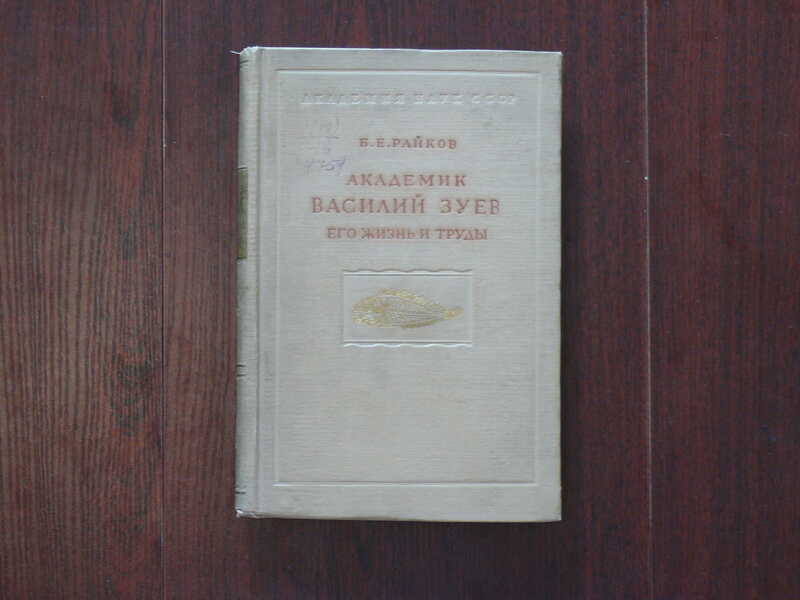 АКАДЕМИЯ НАУК СССР
Б.Е.РАЙКОВ
АКАДЕМИК
ВАСИЛИЙ ЗУЕВ
ЕГО ЖИЗНЬ И ТРУДЫ